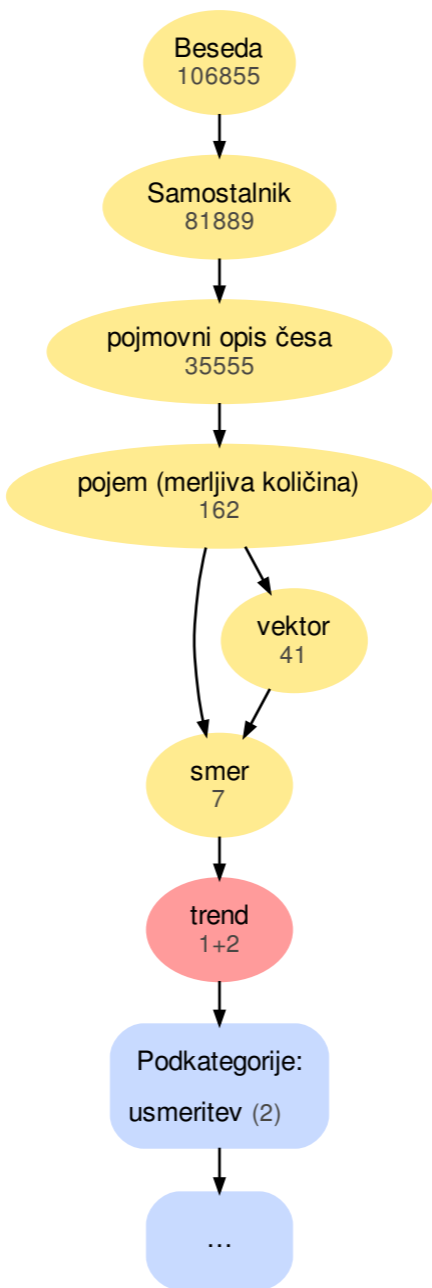 Beseda
106855
Samostalnik
81889
pojmovni opis česa
35555
pojem (merljiva količina)
162
vektor
41
smer
7
trend
1+2
Podkategorije:
usmeritev (2)
...